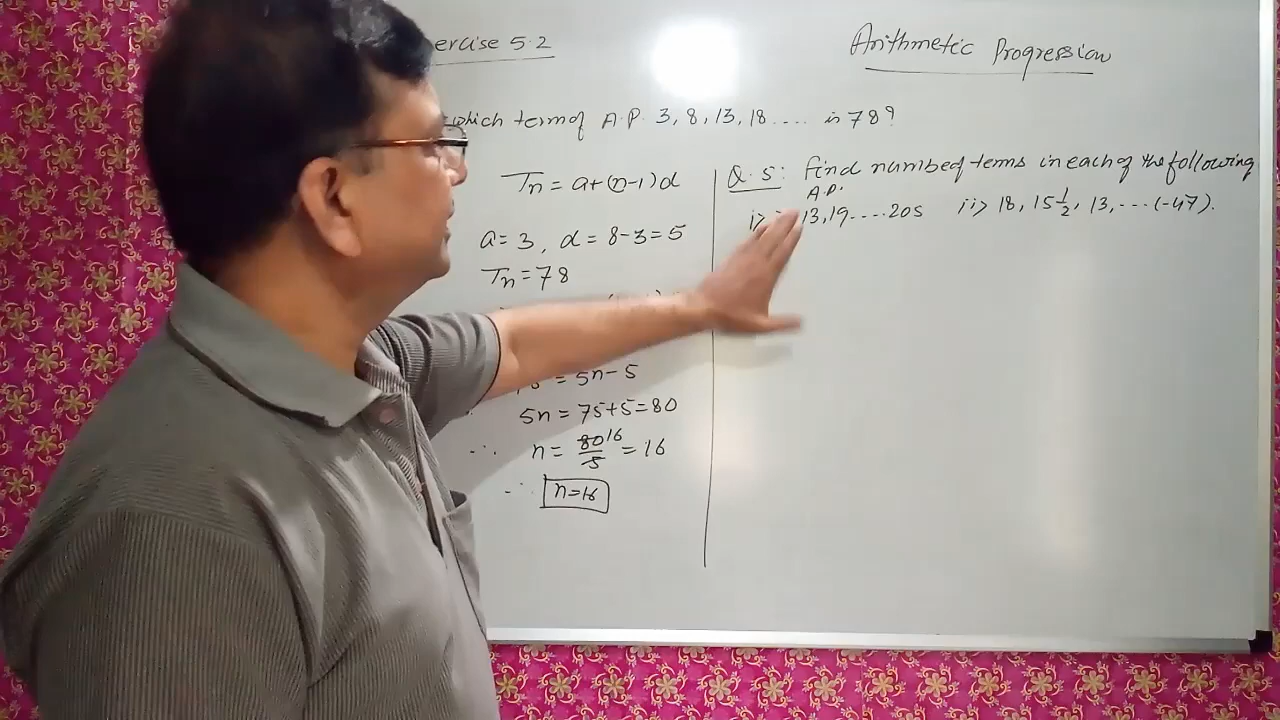 ercise 5.2
Arithmetic Progression
which term of A.P. 3, 8, 13, 18.... is 78?
Tn = a+(n-1)d
a = 3, d = 8-3 = 5
Tn = 78
= 5n-5
5n = 75+5 = 80
∴ n = 80/5 16 = 16
∴ n=16
Q.5: Find number of terms in each of the following
A.P.
i> 13, 19....205 ii> 18, 15 1/2, 13, ...(-47).